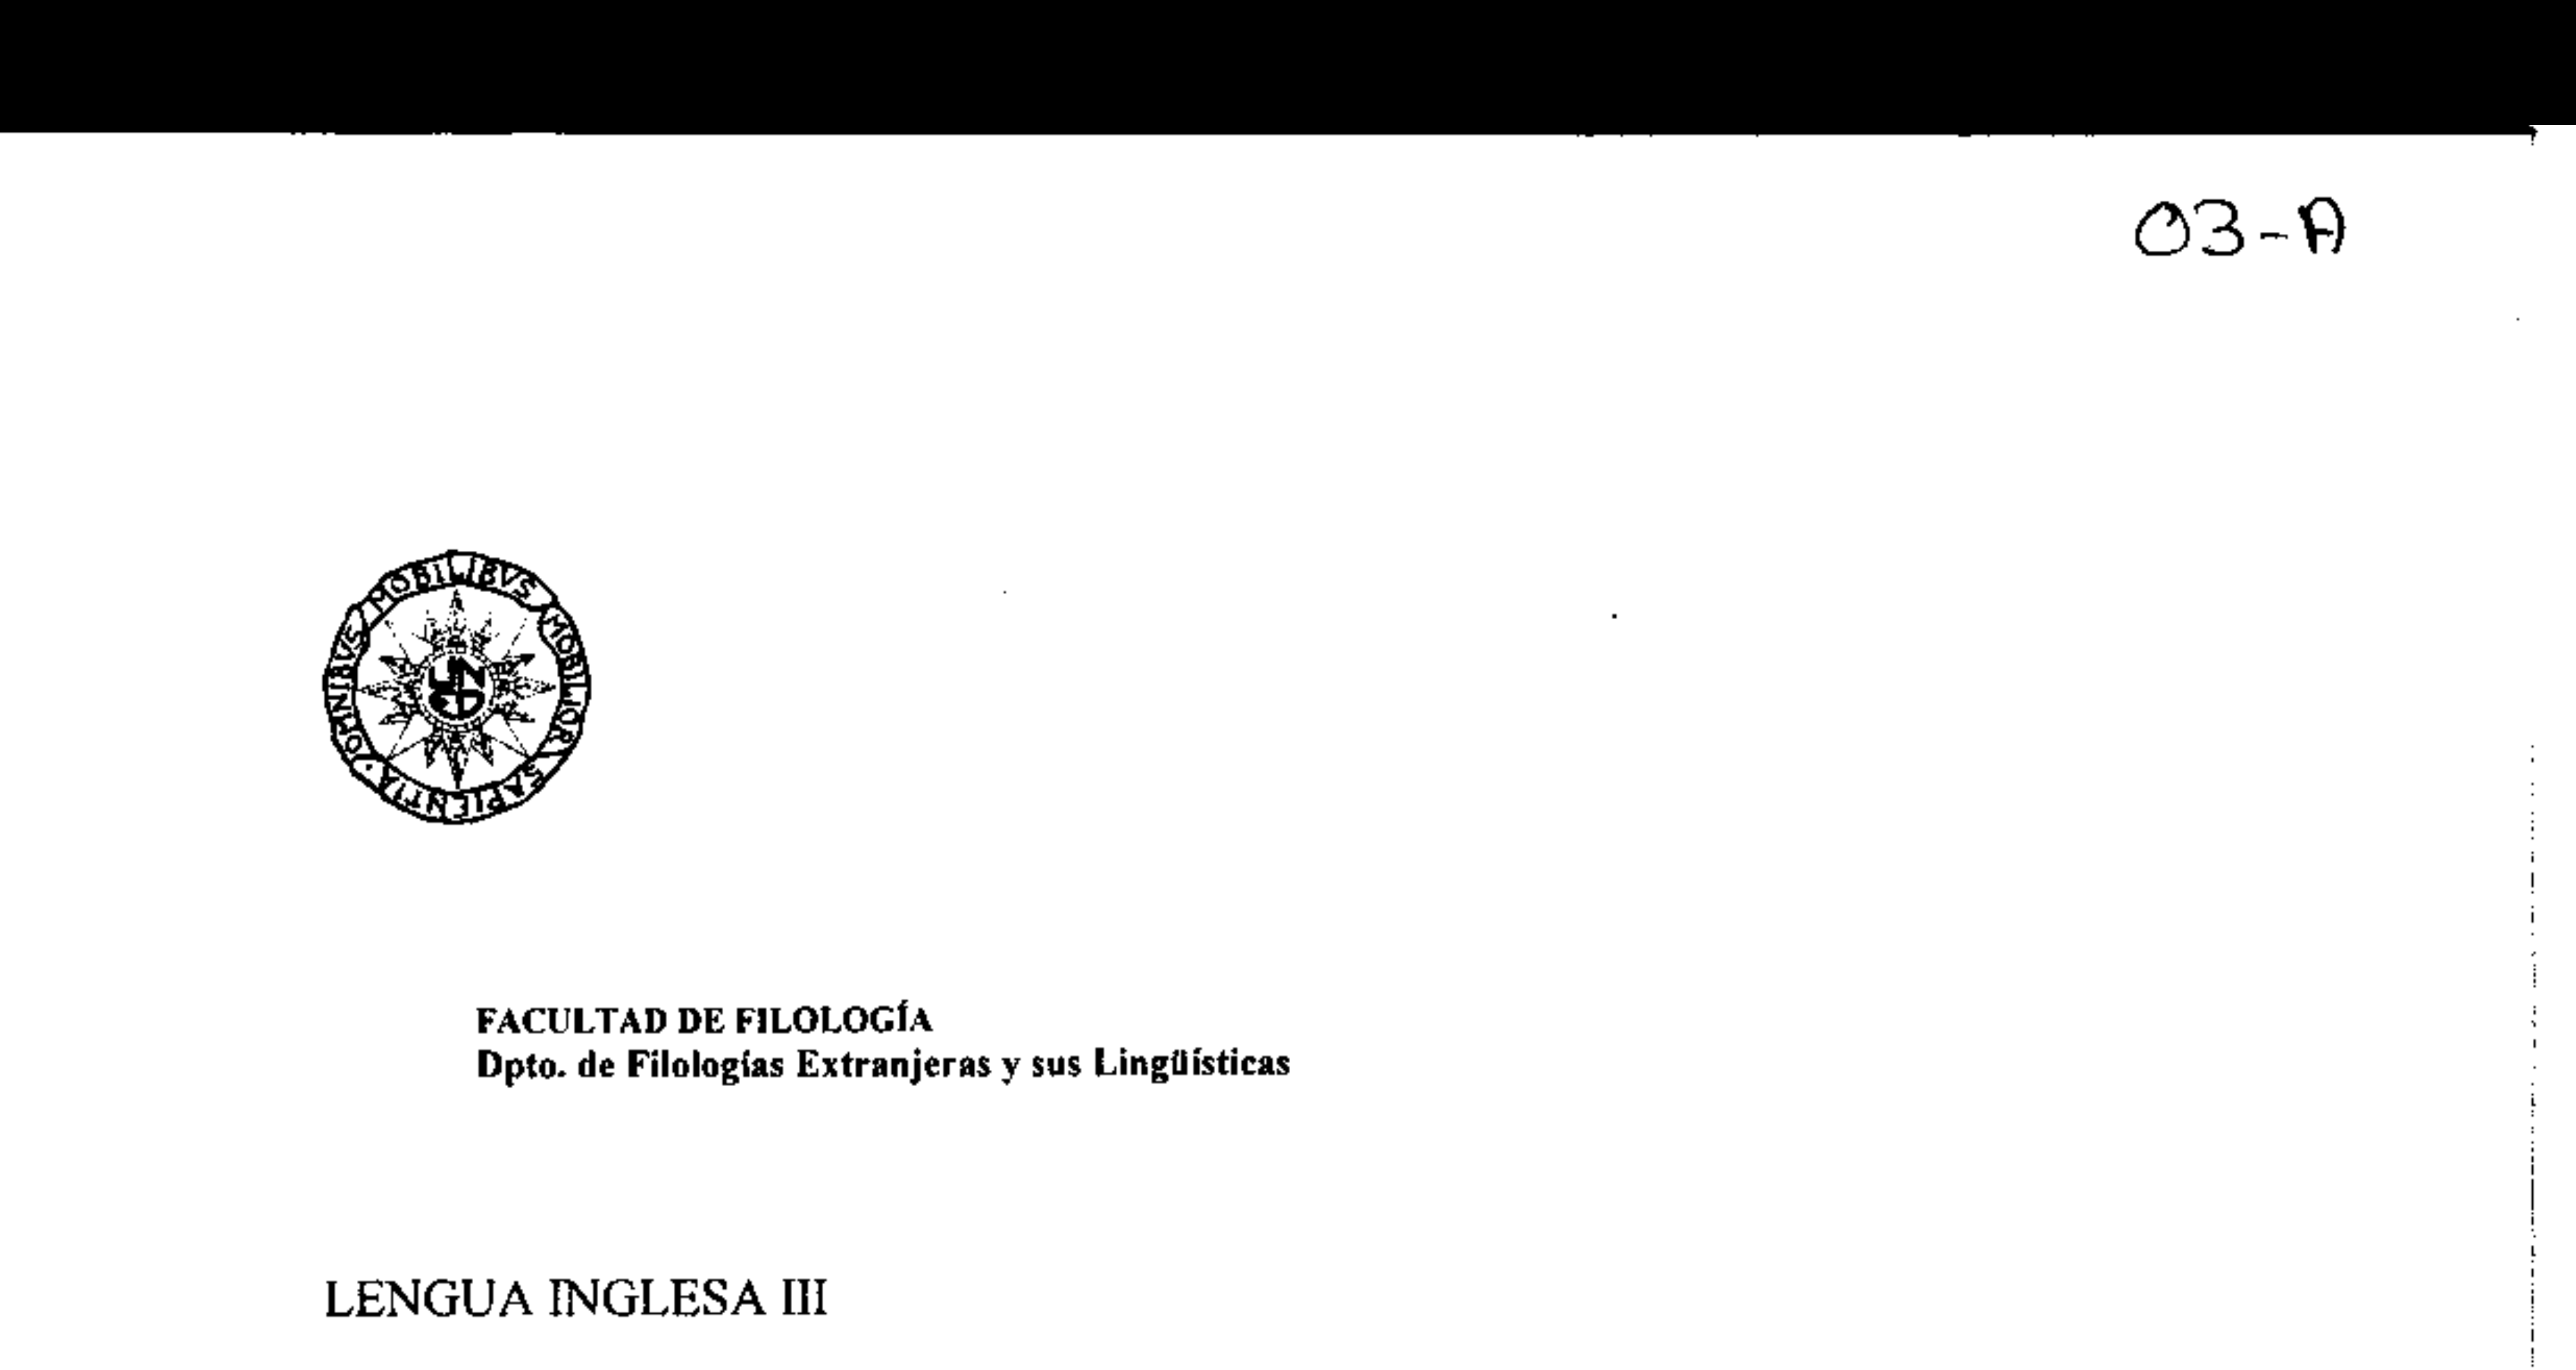 03-A
OMNIBVS MOBILIBVS MOBILIOR SAPIENTIA
UNED
FACULTAD DE FILOLOGÍA
Dpto. de Filologías Extranjeras y sus Lingüísticas
LENGUA INGLESA III